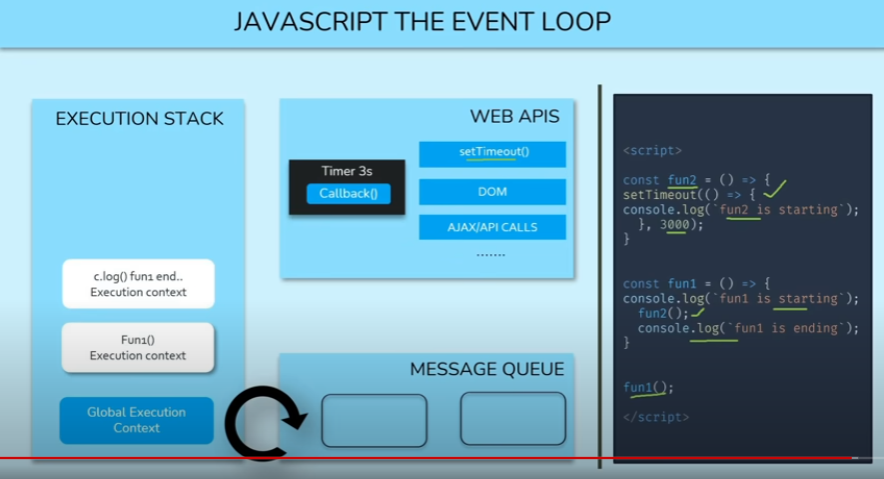 JAVASCRIPT THE EVENT LOOP
EXECUTION STACK
c.log() fun1 end..
Execution context
Fun1()
Execution context
Global Execution
Context
WEB APIS
Timer 3s
Callback()
setTimeout()
DOM
AJAX/API CALLS
.......
MESSAGE QUEUE
<script>
const fun2 = () => {
setTimeout(() => {
console.log(`fun2 is starting`);
}, 3000);
}
const fun1 = () => {
console.log(`fun1 is starting`);
fun2();
console.log(`fun1 is ending`);
}
fun1();
</script>